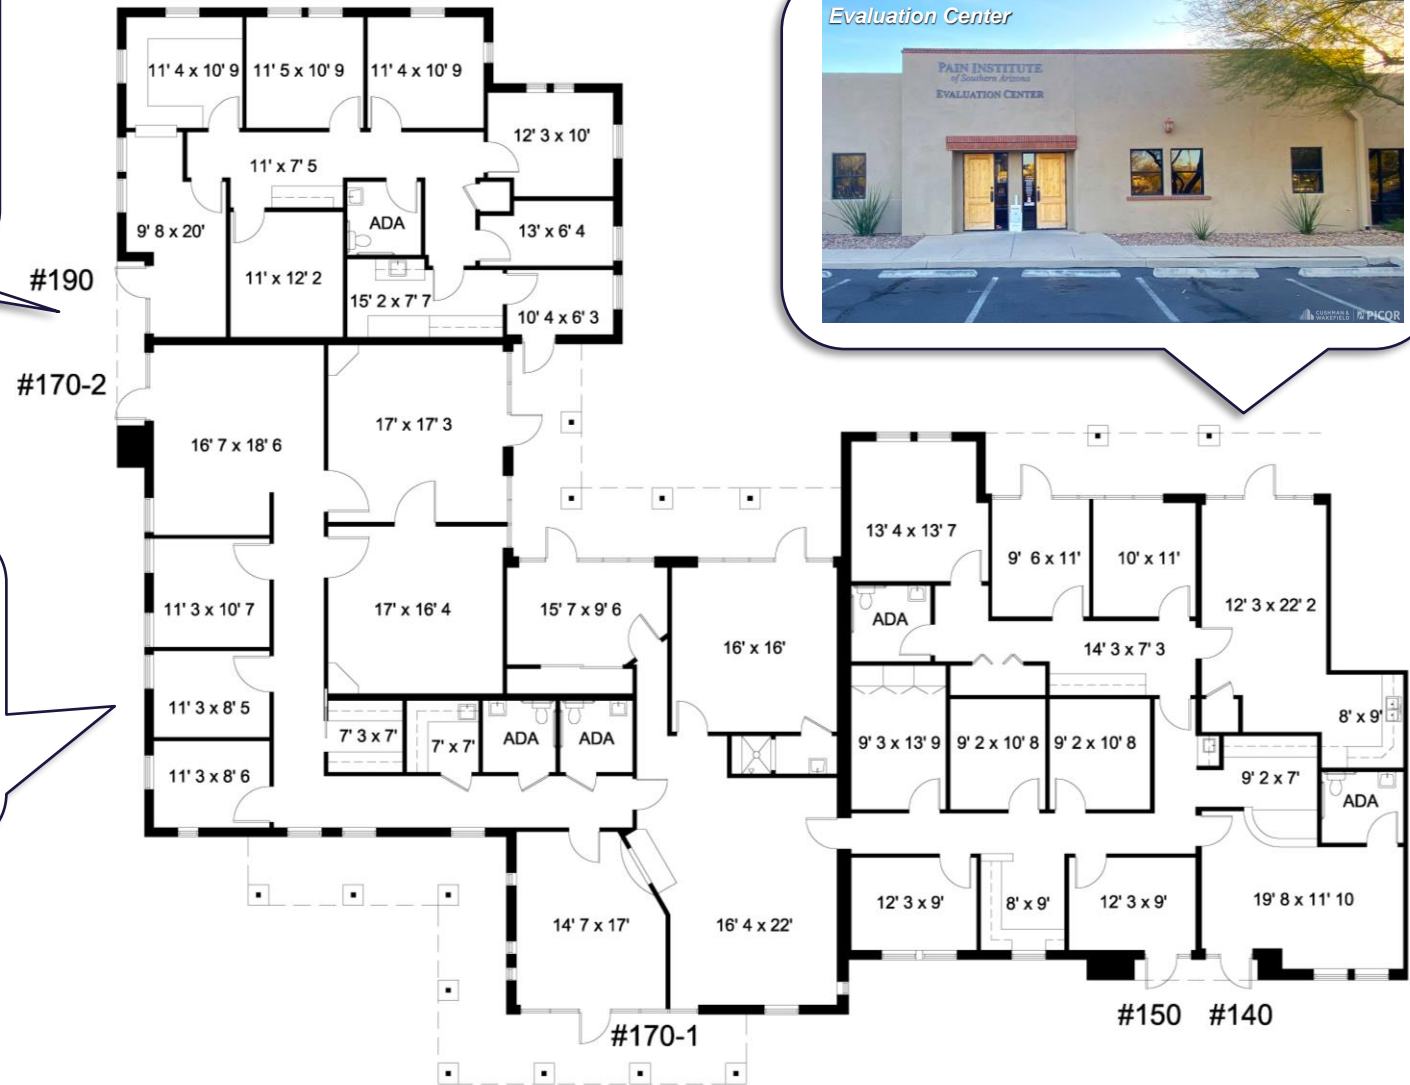 Evaluation Center
PAIN INSTITUTE
of Southern Arizona
EVALUATION CENTER
CUSHMAN & WAKEFIELD | PICOR
11' 4 x 10' 9
11' 5 x 10' 9
11' 4 x 10' 9
12' 3 x 10'
11' x 7' 5
9' 8 x 20'
ADA
13' x 6' 4
11' x 12' 2
#190
15' 2 x 7' 7
10' 4 x 6' 3
#170-2
16' 7 x 18' 6
17' x 17' 3
13' 4 x 13' 7
9' 6 x 11'
10' x 11'
11' 3 x 10' 7
17' x 16' 4
15' 7 x 9' 6
16' x 16'
ADA
12' 3 x 22' 2
14' 3 x 7' 3
11' 3 x 8' 5
7' 3 x 7'
7' x 7'
ADA
ADA
9' 3 x 13' 9
9' 2 x 10' 8
9' 2 x 10' 8
8' x 9'
11' 3 x 8' 6
9' 2 x 7'
ADA
14' 7 x 17'
16' 4 x 22'
12' 3 x 9'
8' x 9'
12' 3 x 9'
19' 8 x 11' 10
#170-1
#150
#140